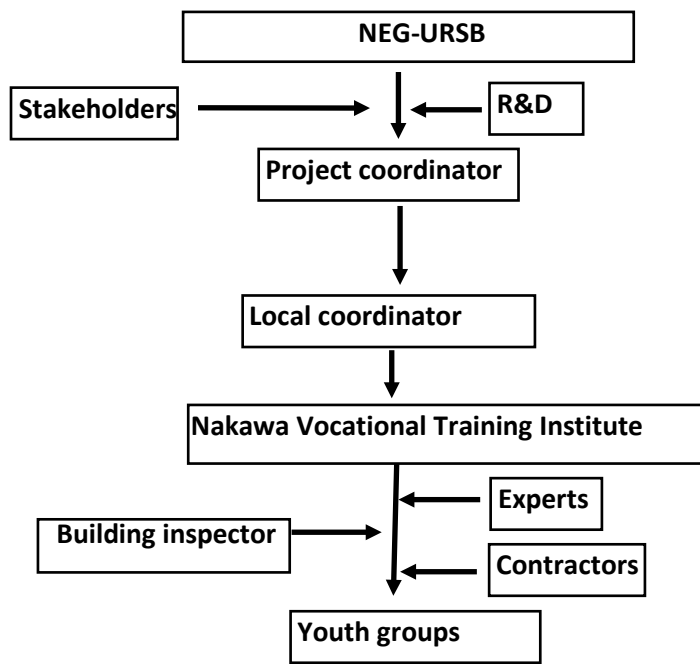 NEG-URSB
Stakeholders
R&D
Project coordinator
Local coordinator
Nakawa Vocational Training Institute
Experts
Building inspector
Contractors
Youth groups